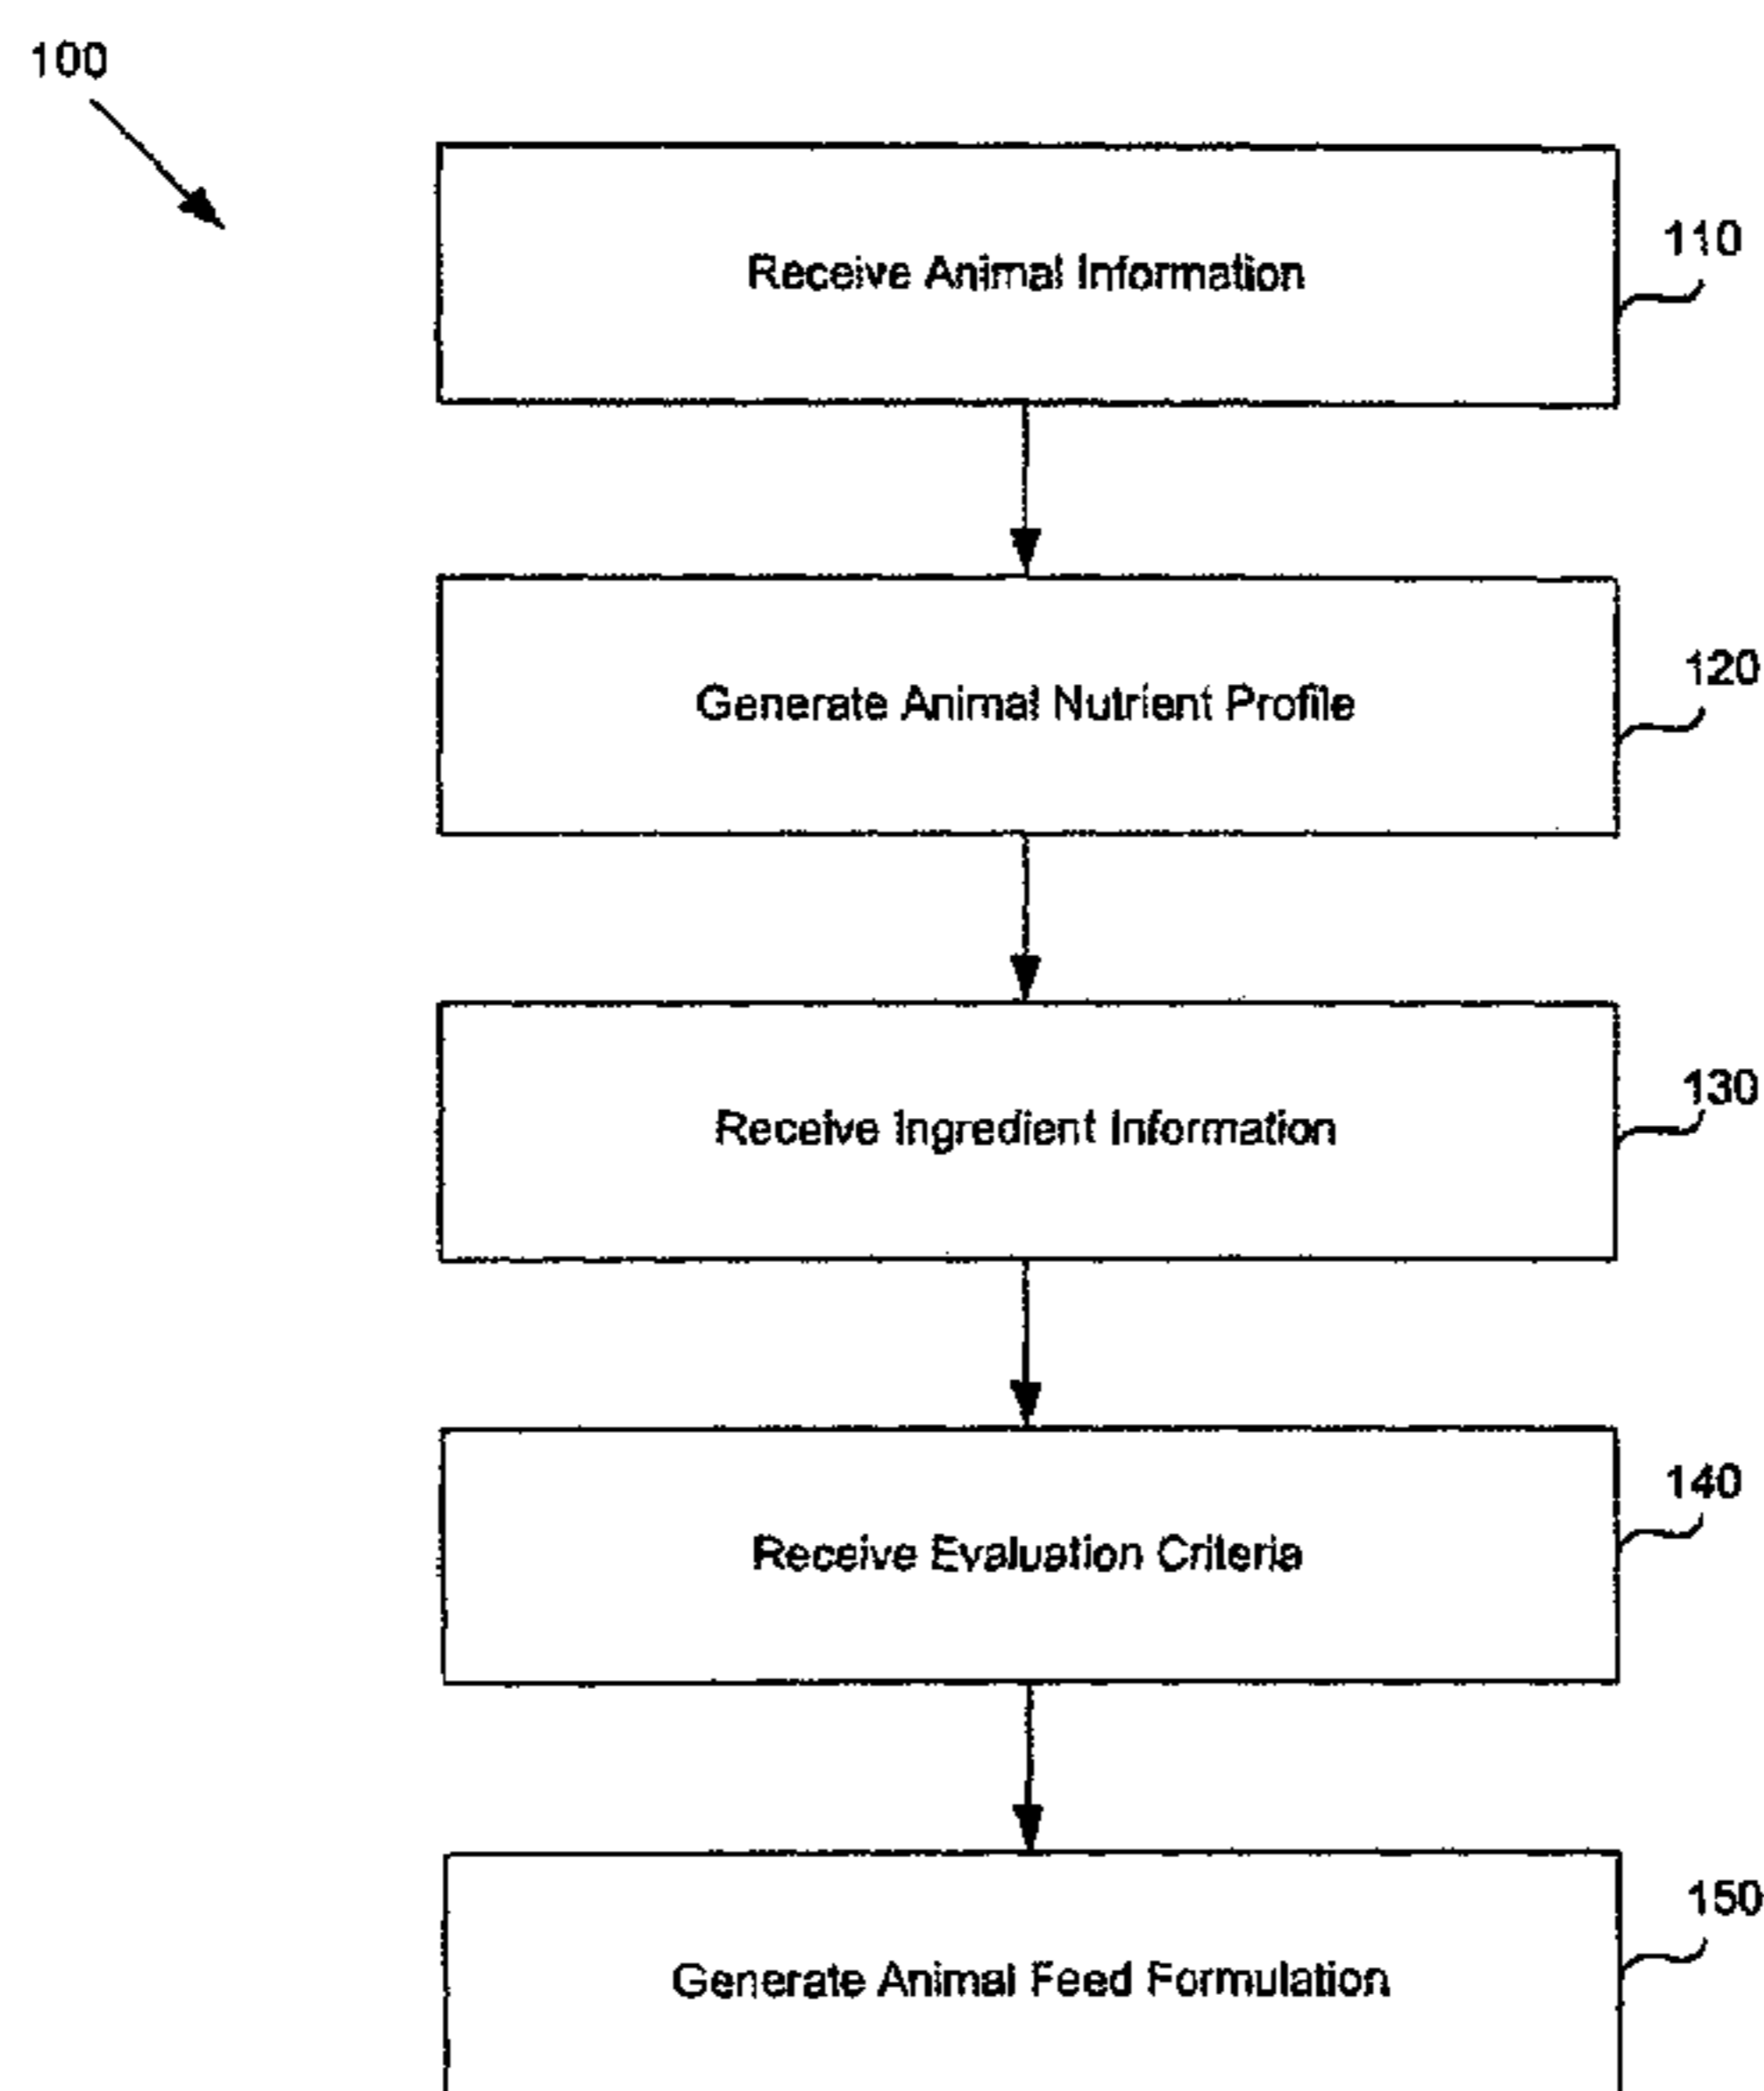 100
Receive Animal Information
110
Generate Animal Nutrient Profile
120
Receive Ingredient Information
130
Receive Evaluation Criteria
140
Generate Animal Feed Formulation
150